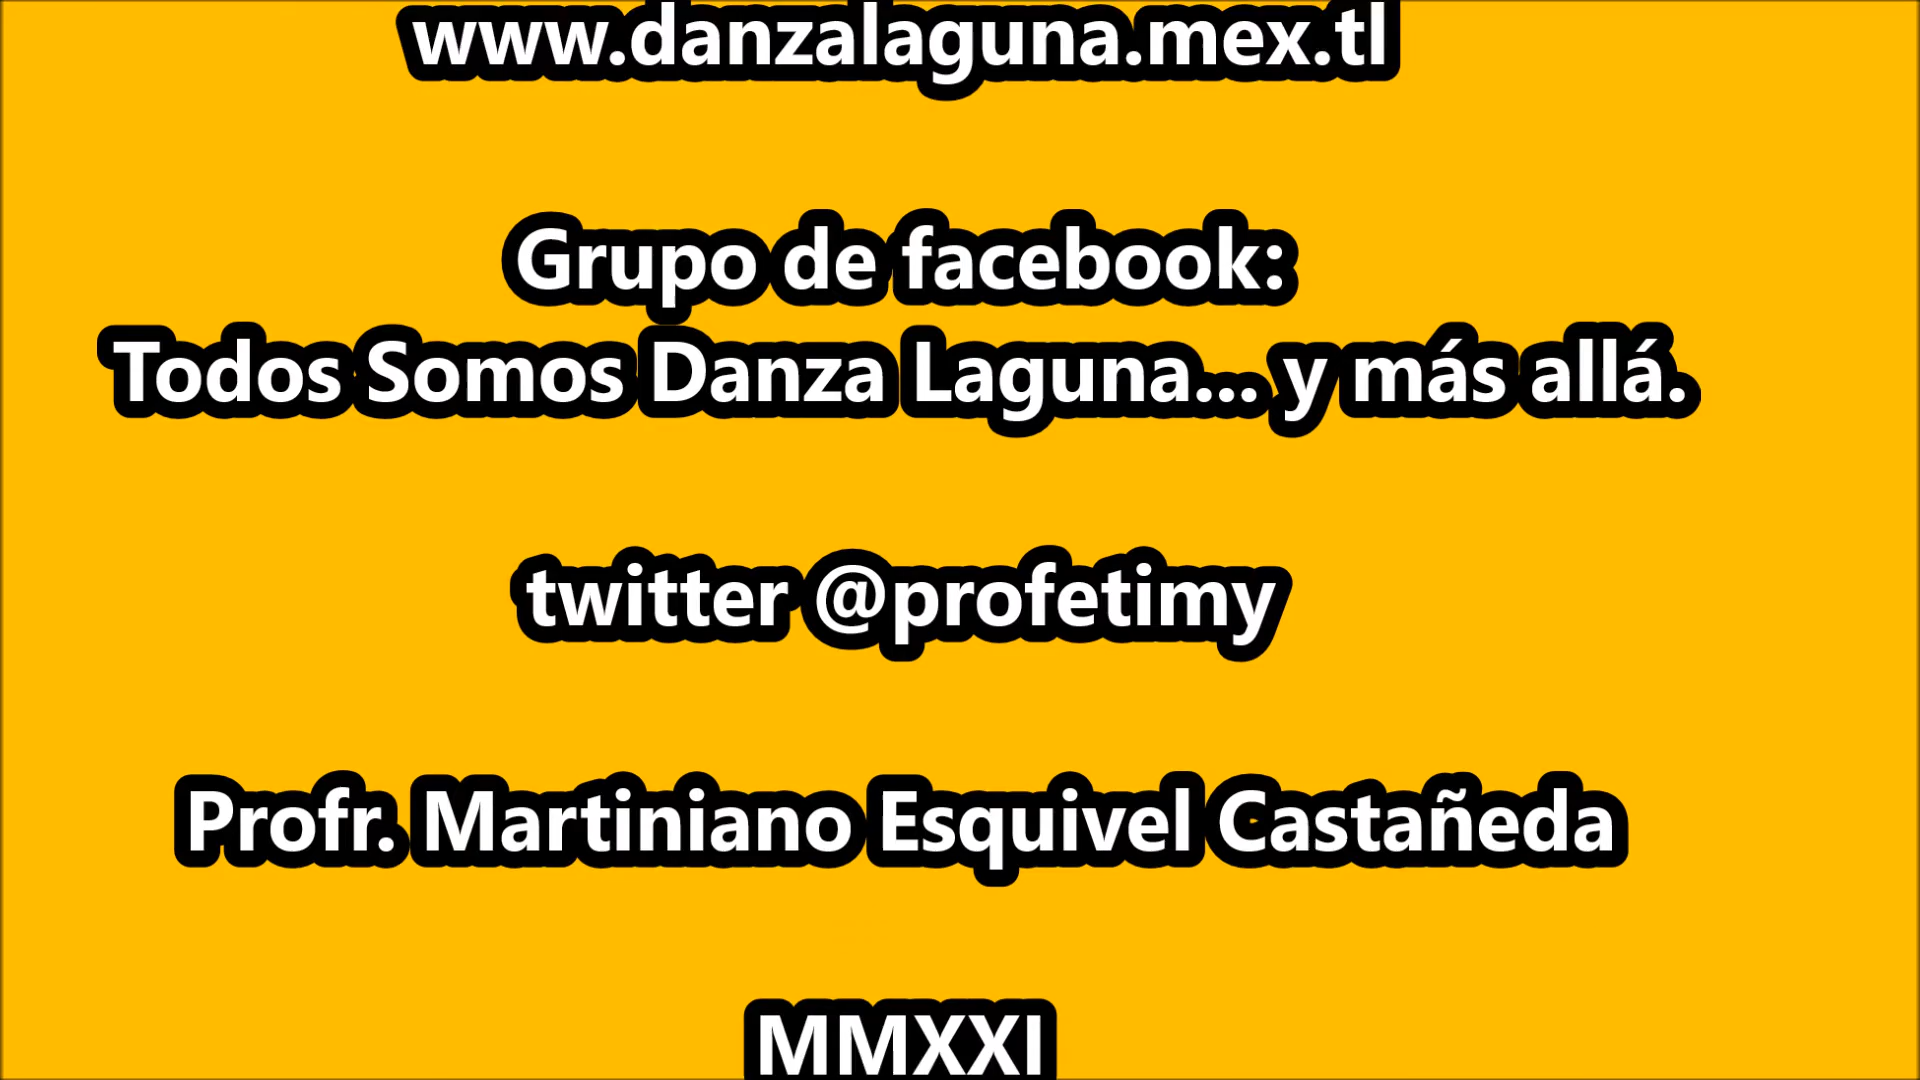 www.danzalaguna.mex.tl
Grupo de facebook:
Todos Somos Danza Laguna... y más allá.
twitter @profetimy
Profr. Martiniano Esquivel Castañeda
MMXXI